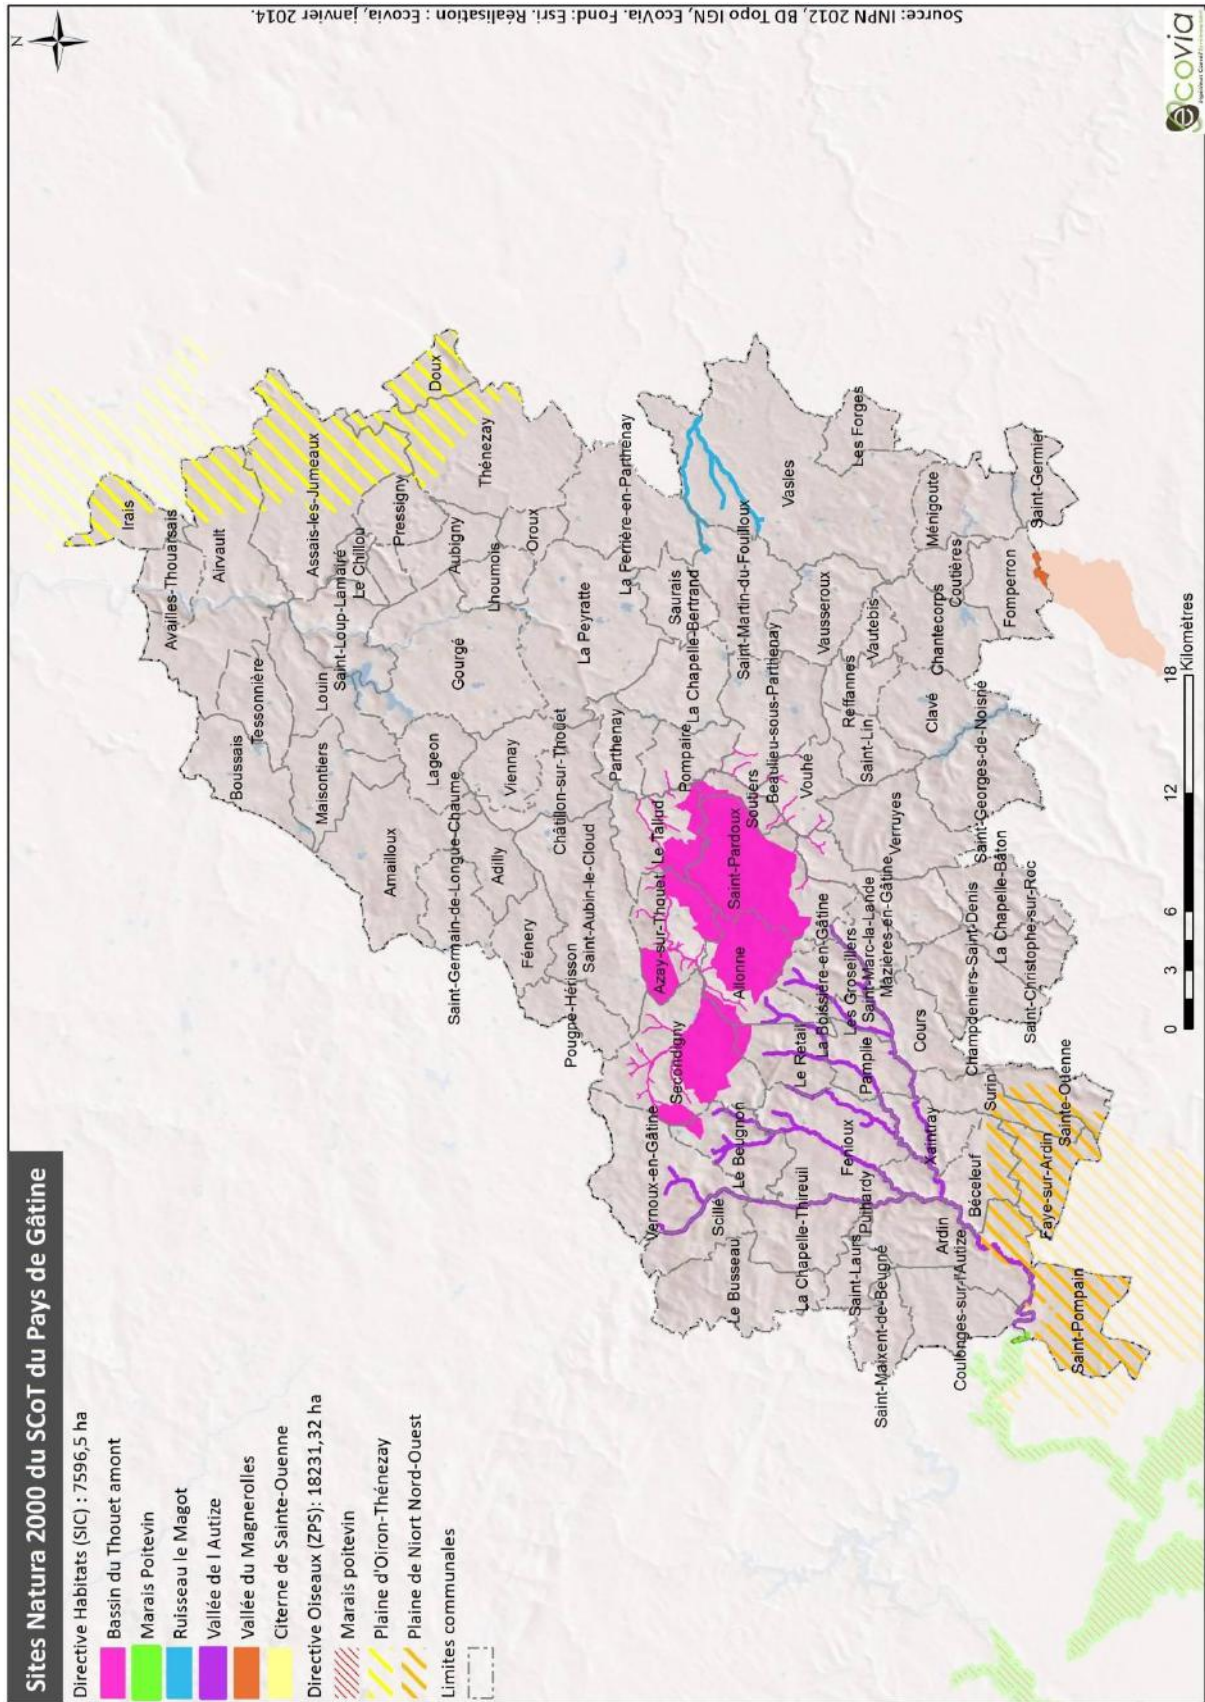 Sites Natura 2000 du SCoT du Pays de Gâtine
Directive Habitats (SIC) : 7596,5 ha
Bassin du Thouet amont
Marais Poitevin
Ruisseau le Magot
Vallée de l Autize
Vallée du Magnerolles
Citerne de Sainte-Ouenne
Directive Oiseaux (ZPS): 18231,32 ha
Marais poitevin
Plaine d'Oiron-Thénezay
Plaine de Niort Nord-Ouest
Limites communales
N
Irais
Availles-Thouarsais
Airvault
Boussais
Tessonnière
Assais-les-Jumeaux
Louin
Saint-Loup-Lamairé
Le Chillou
Maisontiers
Pressigny
Doux
Amailloux
Lageon
Gourgé
Aubigny
Thénezay
Saint-Germain-de-Longue-Chaume
Lhoumois
Adilly
Viennay
Oroux
Fénery
Châtillon-sur-Thouet
La Peyratte
Pougne-Hérisson
Saint-Aubin-le-Cloud
Parthenay
La Ferrière-en-Parthenay
Vernoux-en-Gâtine
Azay-sur-Thouet
Le Tallud
Secondigny
Pompaire
Saurais
La Chapelle-Bertrand
Scillé
Le Beugnon
Allonne
Saint-Pardoux
Soutiers
Le Busseau
Beaulieu-sous-Parthenay
Saint-Martin-du-Fouilloux
Vasles
La Chapelle-Thireuil
Le Retail
La Boissière-en-Gâtine
Vouhé
Vausseroux
Fenioux
Les Groseillers
Saint-Laurs
Puihardy
Pamplie
Saint-Marc-la-Lande
Saint-Lin
Reffannes
Vautebis
Les Forges
Saint-Maixent-de-Beugné
Mazières-en-Gâtine
Verruyes
Xaintray
Cours
Clavé
Chantecorps
Ménigoute
Ardin
Coulonges-sur-l'Autize
Coutières
Béceleuf
Surin
Champdeniers-Saint-Denis
Saint-Georges-de-Noisné
La Chapelle-Bâton
Fomperron
Saint-Germier
Faye-sur-Ardin
Sainte-Ouenne
Saint-Christophe-sur-Roc
Saint-Pompain
0 3 6 12 18
Kilomètres
Source: INPN 2012, BD Topo IGN, EcoVia. Fond: Esri. Réalisation : Ecovia, janvier 2014.
ecovia